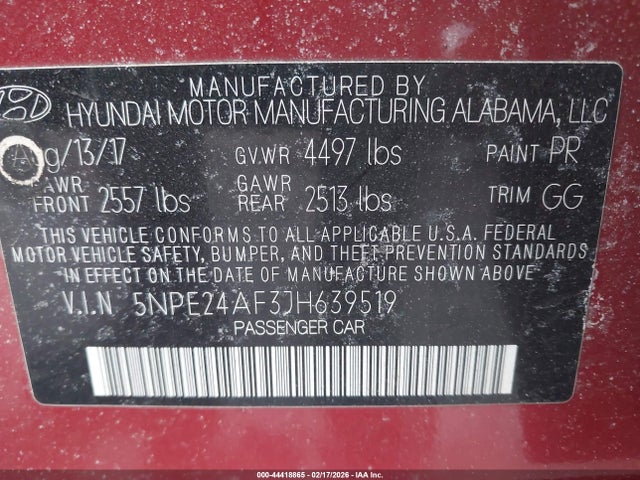 MANUFACTURED BY
HYUNDAI MOTOR MANUFACTURING ALABAMA, LLC
Aug/13/17 G.V.WR 4497 lbs PAINT PR
GAWR FRONT 2557 lbs GAWR REAR 2513 lbs TRIM GG
THIS VEHICLE CONFORMS TO ALL APPLICABLE U.S.A. FEDERAL
MOTOR VEHICLE SAFETY, BUMPER, AND THEFT PREVENTION STANDARDS
IN EFFECT ON THE DATE OF MANUFACTURE SHOWN ABOVE
V.I.N 5NPE24AF3JH639519
PASSENGER CAR
000-44418865 - 02/17/2026 - IAA Inc.